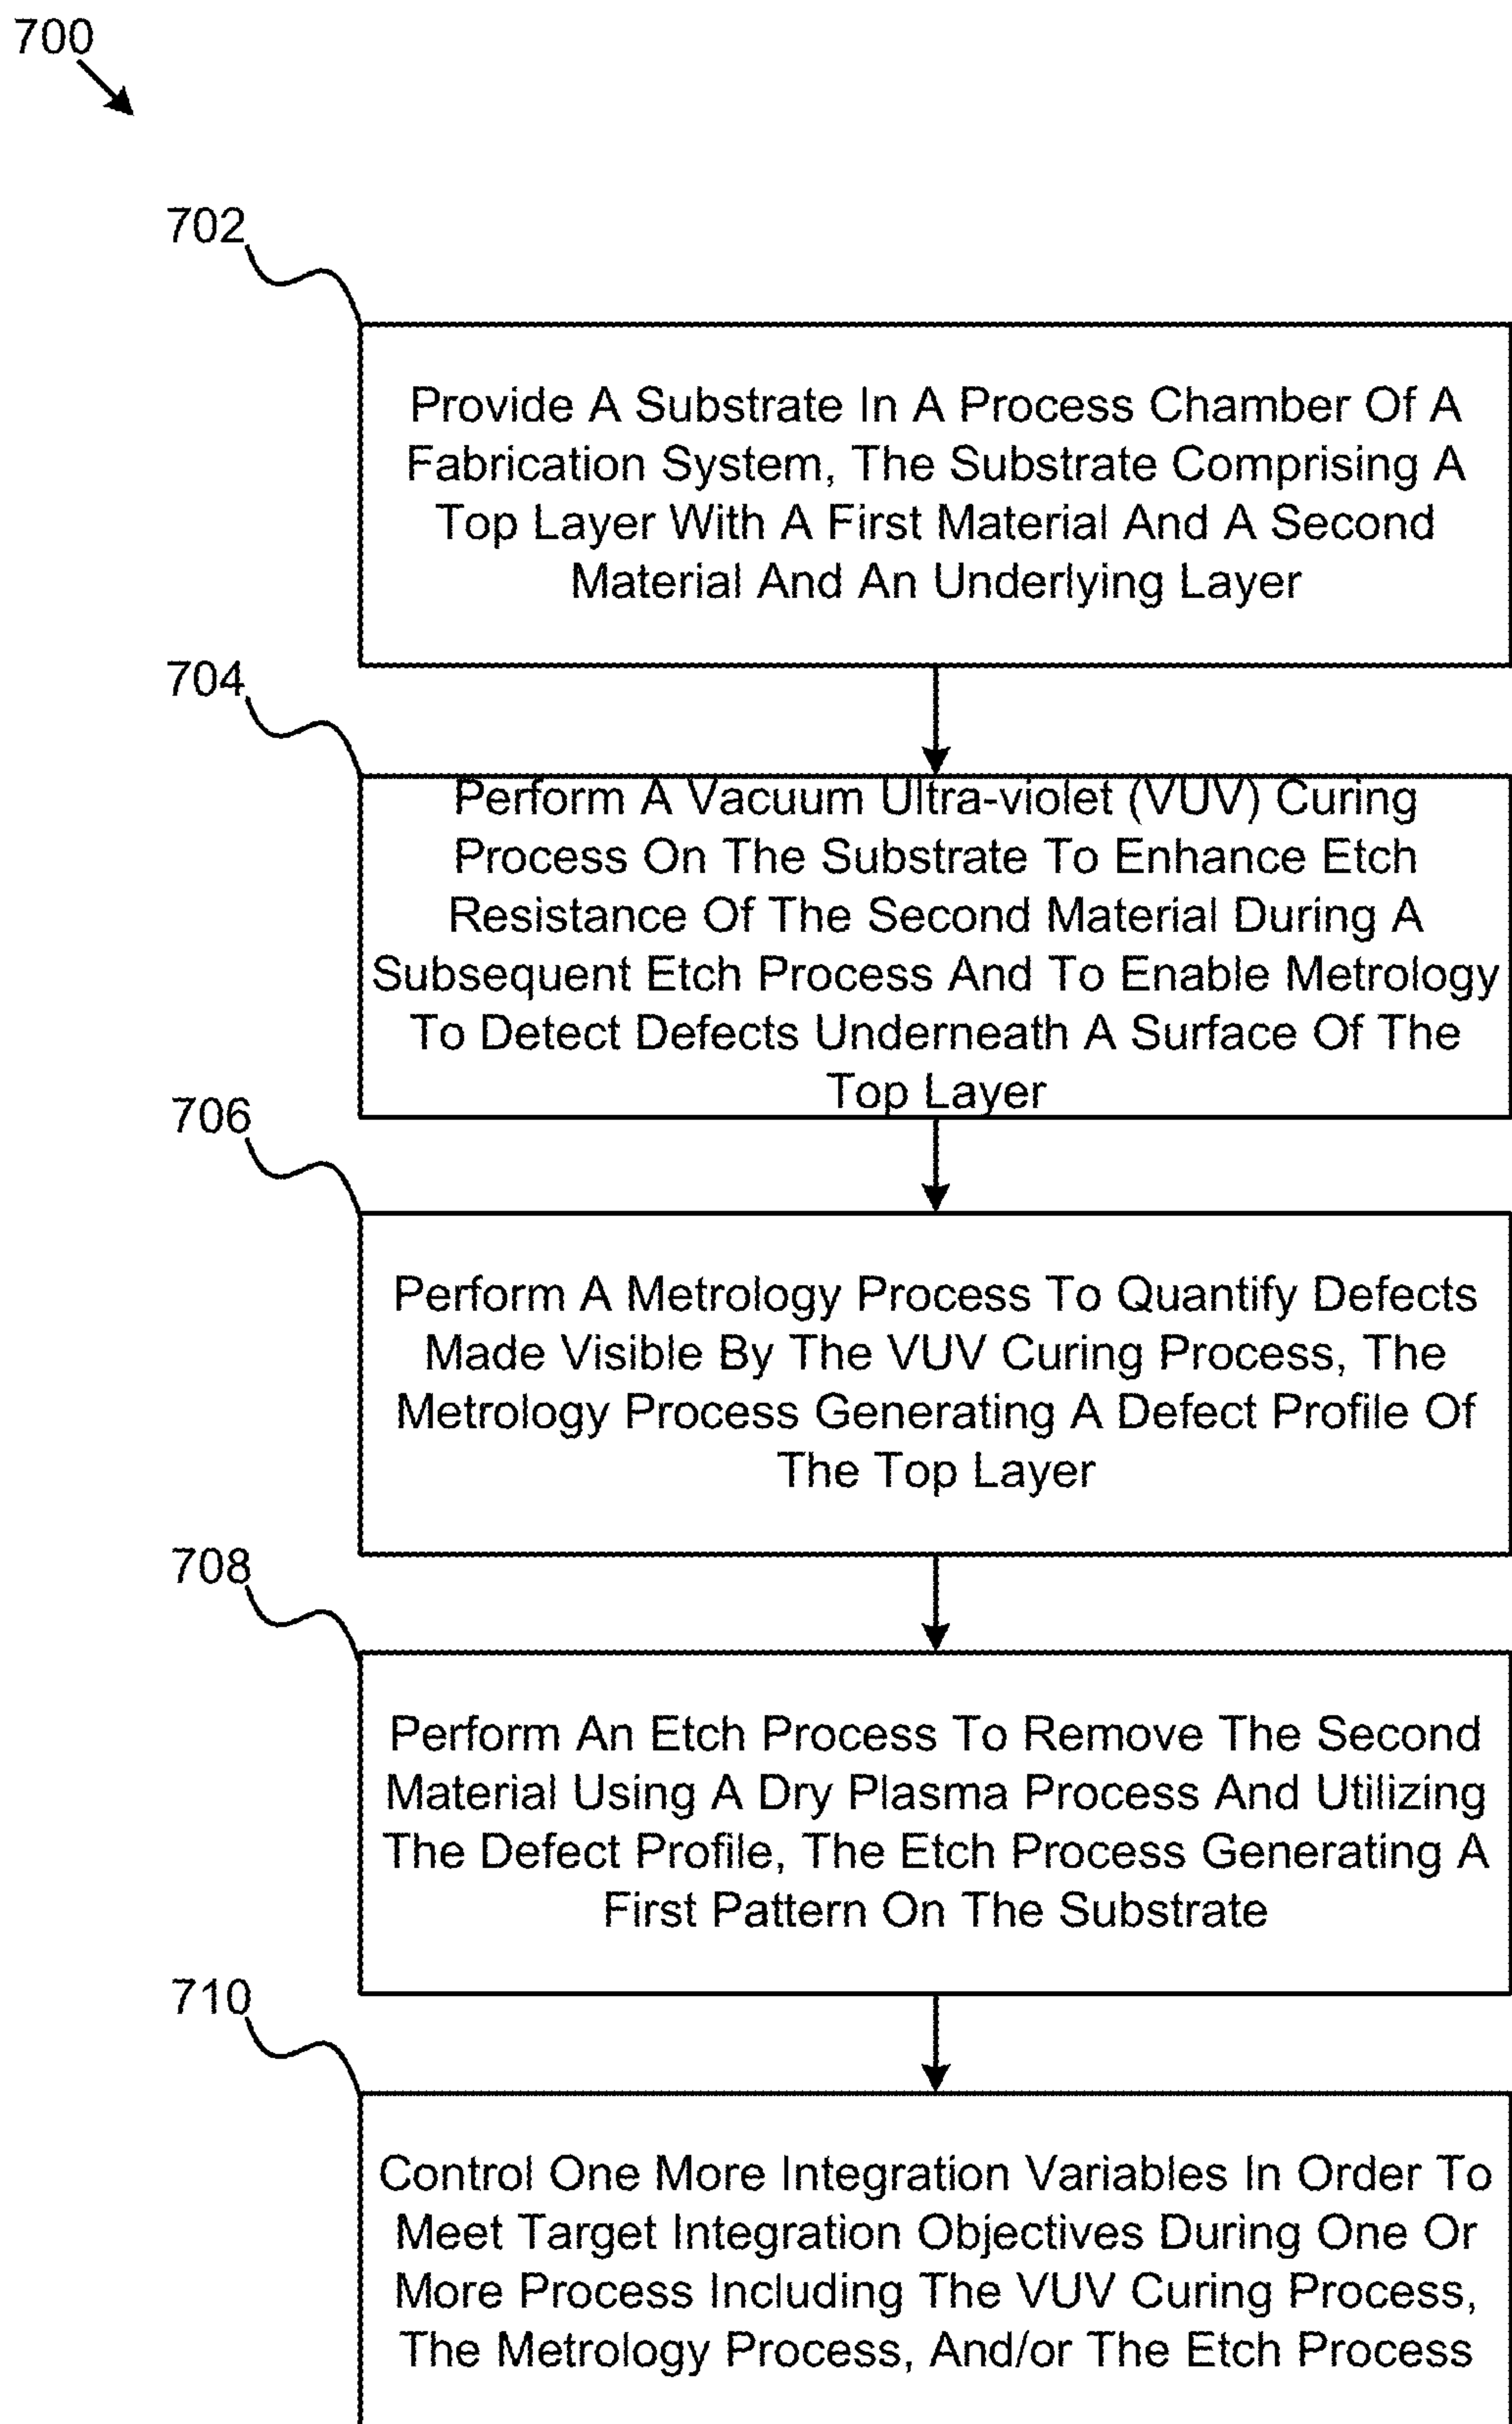 700
702
Provide A Substrate In A Process Chamber Of A
Fabrication System, The Substrate Comprising A
Top Layer With A First Material And A Second
Material And An Underlying Layer
704
Perform A Vacuum Ultra-violet (VUV) Curing
Process On The Substrate To Enhance Etch
Resistance Of The Second Material During A
Subsequent Etch Process And To Enable Metrology
To Detect Defects Underneath A Surface Of The
Top Layer
706
Perform A Metrology Process To Quantify Defects
Made Visible By The VUV Curing Process, The
Metrology Process Generating A Defect Profile Of
The Top Layer
708
Perform An Etch Process To Remove The Second
Material Using A Dry Plasma Process And Utilizing
The Defect Profile, The Etch Process Generating A
First Pattern On The Substrate
710
Control One More Integration Variables In Order To
Meet Target Integration Objectives During One Or
More Process Including The VUV Curing Process,
The Metrology Process, And/or The Etch Process